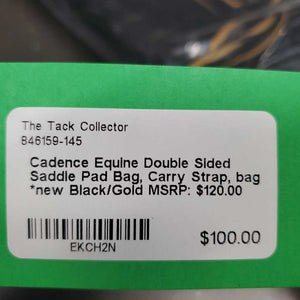 The Tack Collector
B46159-145
Cadence Equine Double Sided
Saddle Pad Bag, Carry Strap, bag
*new Black/Gold MSRP: $120.00
EKCH2N
$100.00